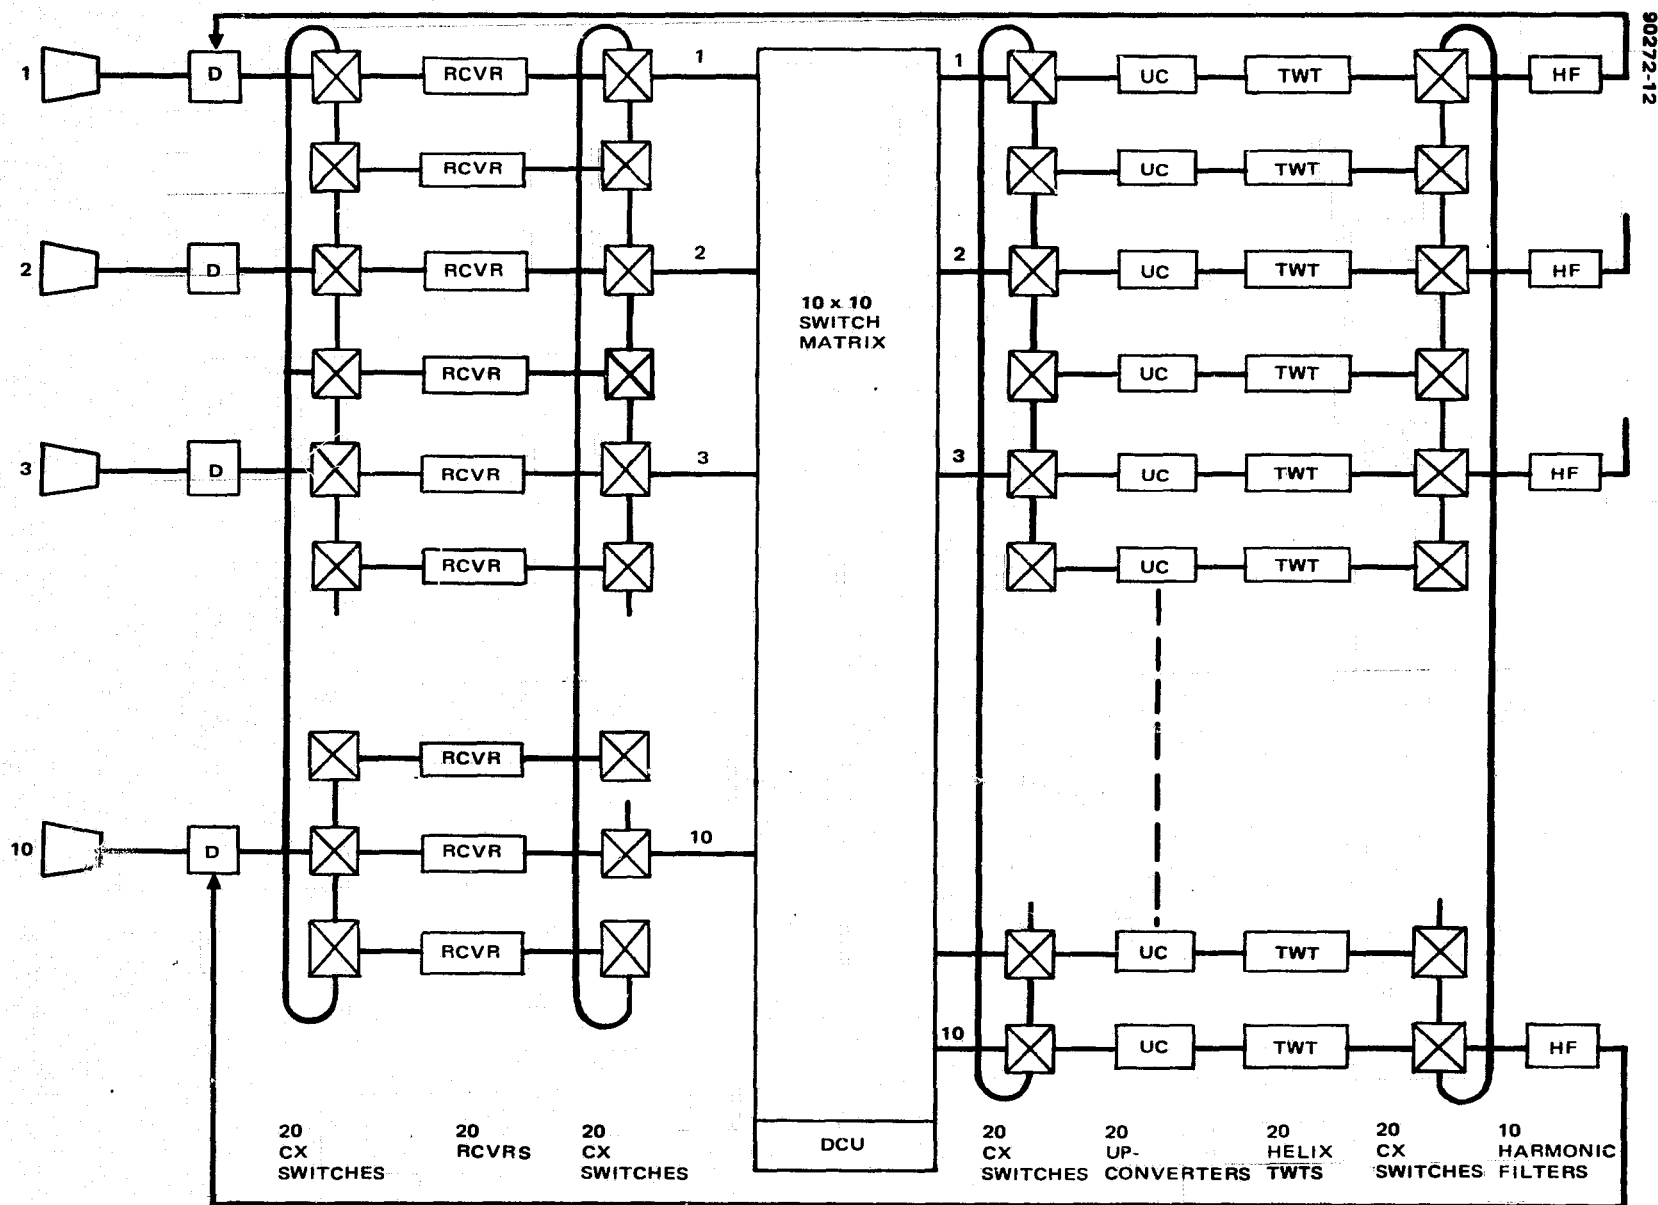 90272-12
1
D
RCVR
1
1
UC
TWT
HF
RCVR
UC
TWT
2
D
RCVR
2
2
UC
TWT
HF
10 x 10
SWITCH
MATRIX
RCVR
UC
TWT
3
D
RCVR
3
3
UC
TWT
HF
RCVR
UC
TWT
RCVR
10
D
RCVR
10
RCVR
UC
TWT
10
UC
TWT
HF
DCU
20
CX
SWITCHES
20
RCVRS
20
CX
SWITCHES
20
CX
SWITCHES
20
UP-
CONVERTERS
20
HELIX
TWTS
20
CX
SWITCHES
10
HARMONIC
FILTERS